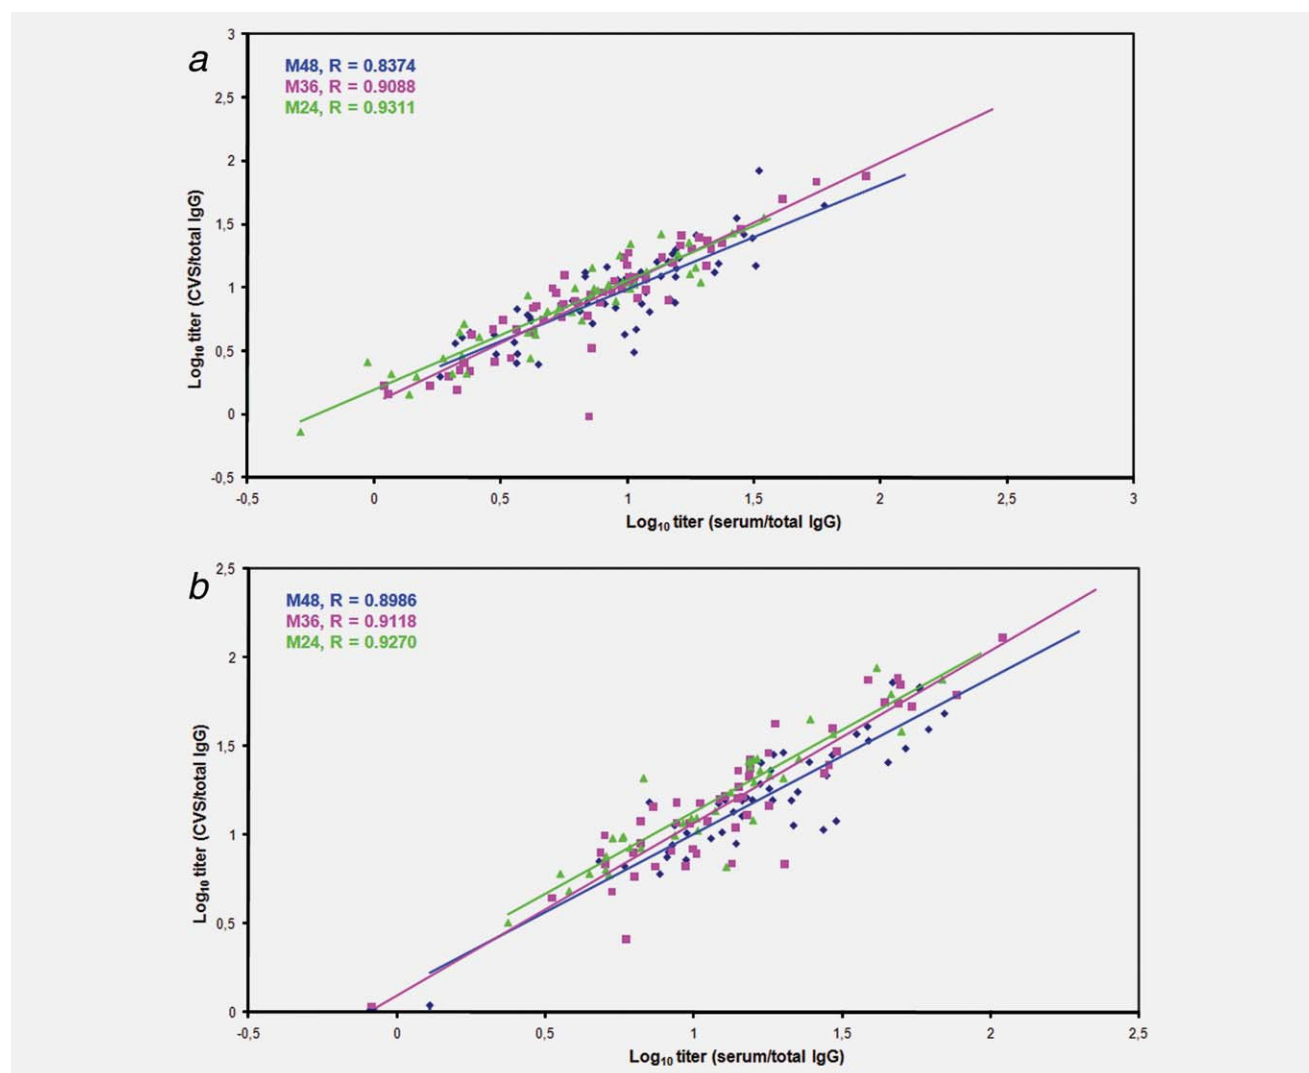 a
M48, R = 0.8374
M36, R = 0.9088
M24, R = 0.9311
3
2,5
2
1,5
1
0,5
0
-0,5
Log₁₀ titer (CVS/total IgG)
-0,5 0 0,5 1 1,5 2 2,5 3
Log₁₀ titer (serum/total IgG)
b
M48, R = 0.8986
M36, R = 0.9118
M24, R = 0.9270
2,5
2
1,5
1
0,5
0
Log₁₀ titer (CVS/total IgG)
-0,5 0 0,5 1 1,5 2 2,5
Log₁₀ titer (serum/total IgG)